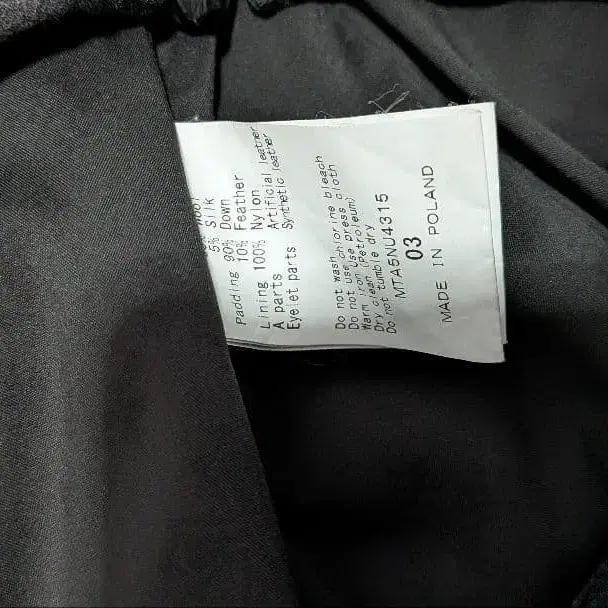 5% Silk
Padding 90% Down
10% Feather
Lining 100% Nylon
A parts Artificial leather
Eyelet parts Synthetic leather
Do not wash
Do not use chlorine bleach
Do not use press cloth
Warm iron (Petroleum)
Dry clean
Do not tumble dry
MTA5NU4315
03
MADE IN POLAND